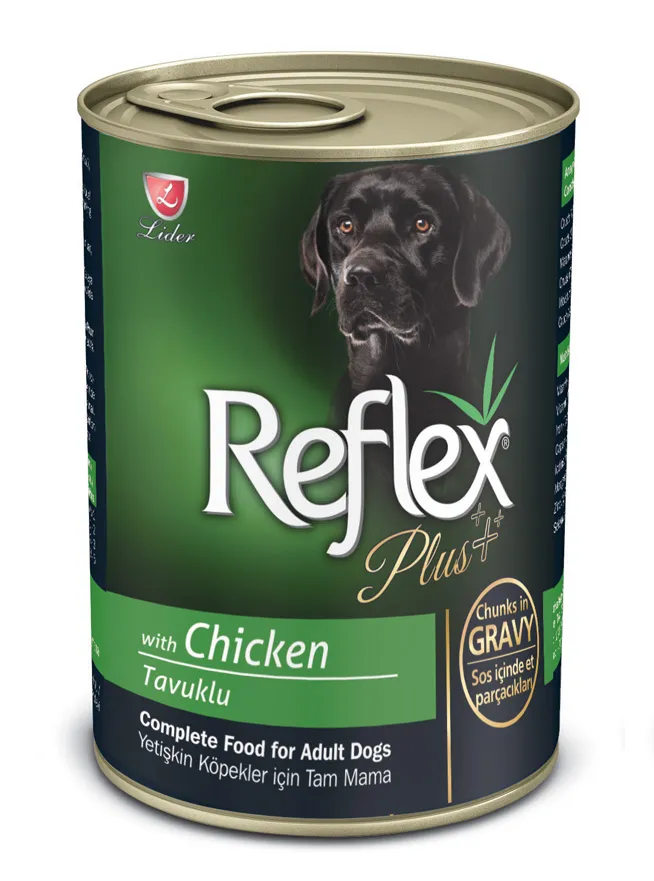 L
Lider
Reflex®
Plus+
with Chicken
Tavuklu
Chunks in
GRAVY
Sos içinde et
parçacıkları
Complete Food for Adult Dogs
Yetişkin Köpekler için Tam Mama